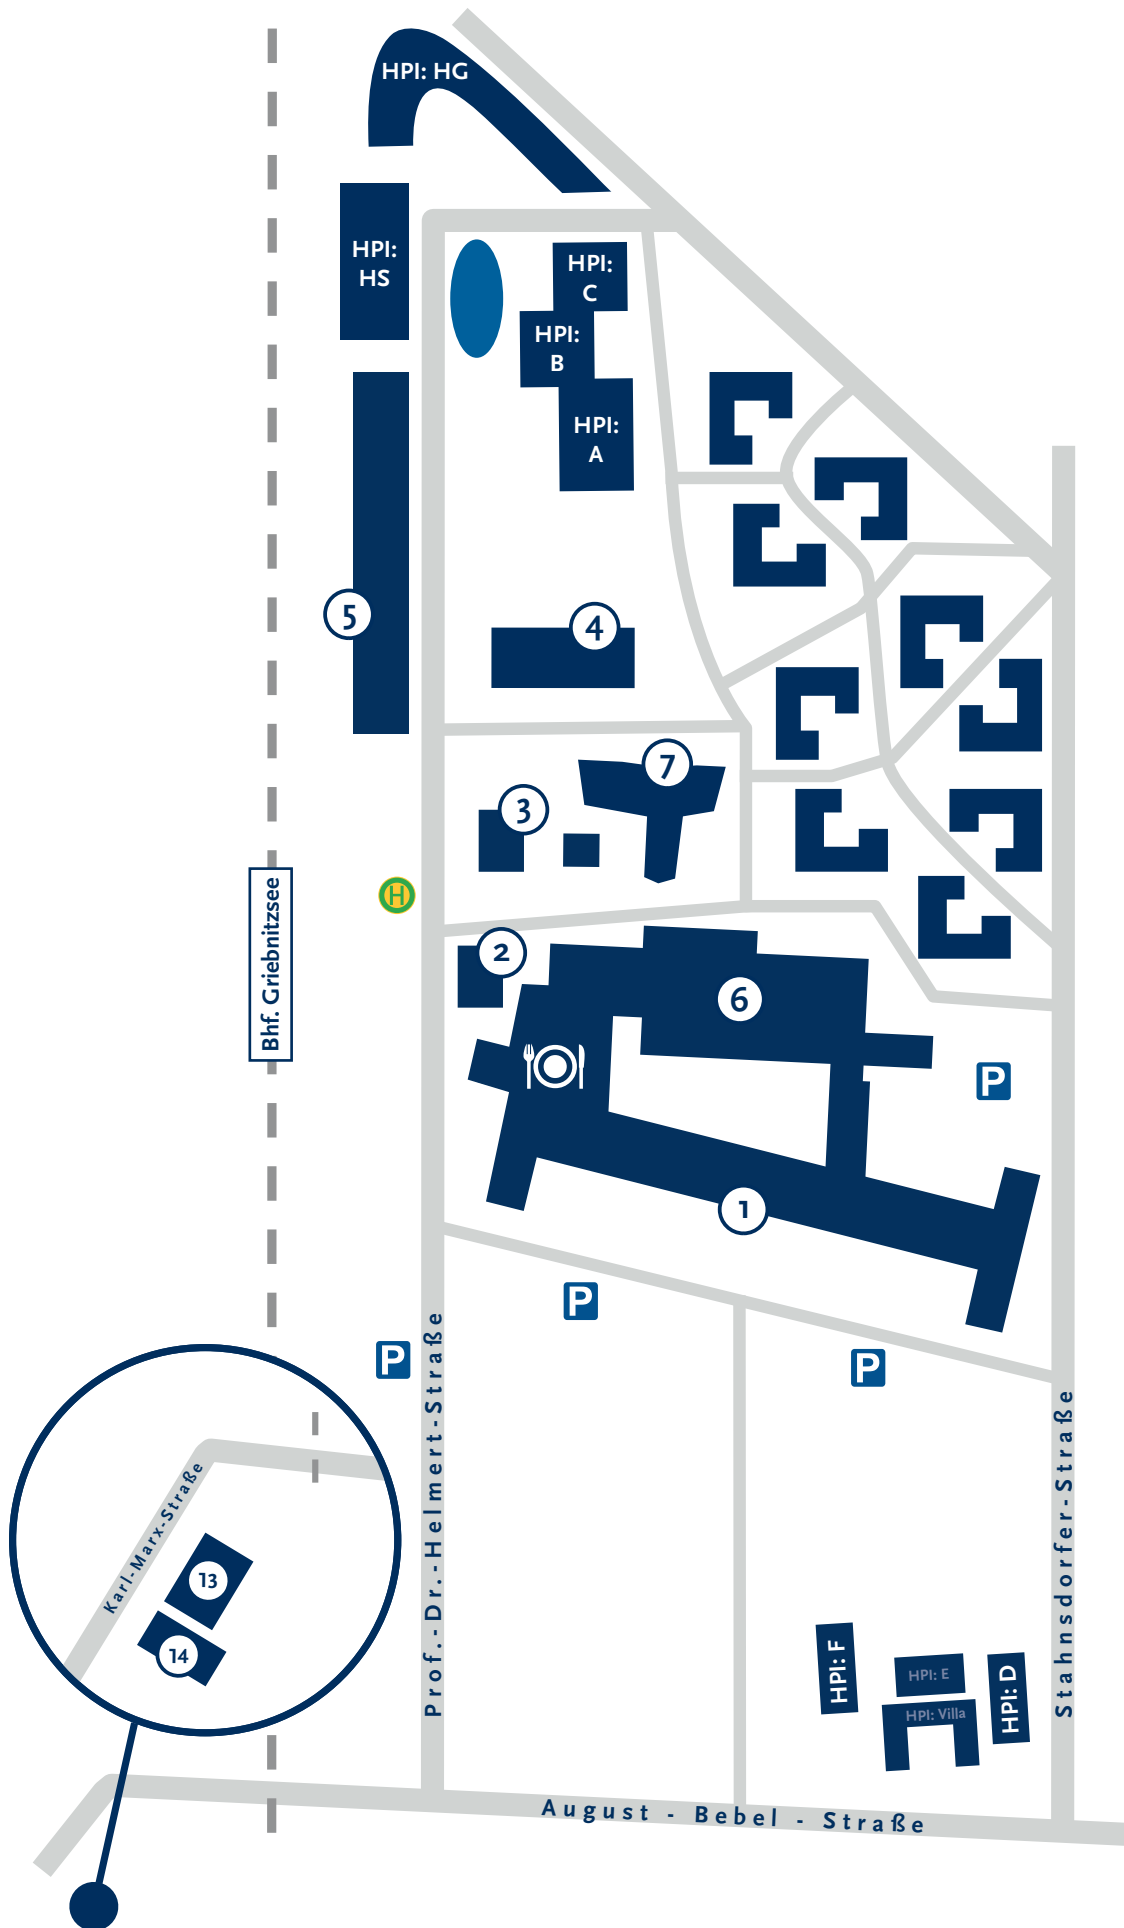 HPI: HG
HPI:
HS
HPI:
C
HPI:
B
HPI:
A
5
4
7
3
H
Bhf. Griebnitzsee
2
6
P
1
P
P
P
Prof.-Dr.-Helmert-Straße
Stahnsdorfer-Straße
Karl-Marx-Straße
13
14
HPI: F
HPI: E
HPI: D
HPI: Villa
August - Bebel - Straße